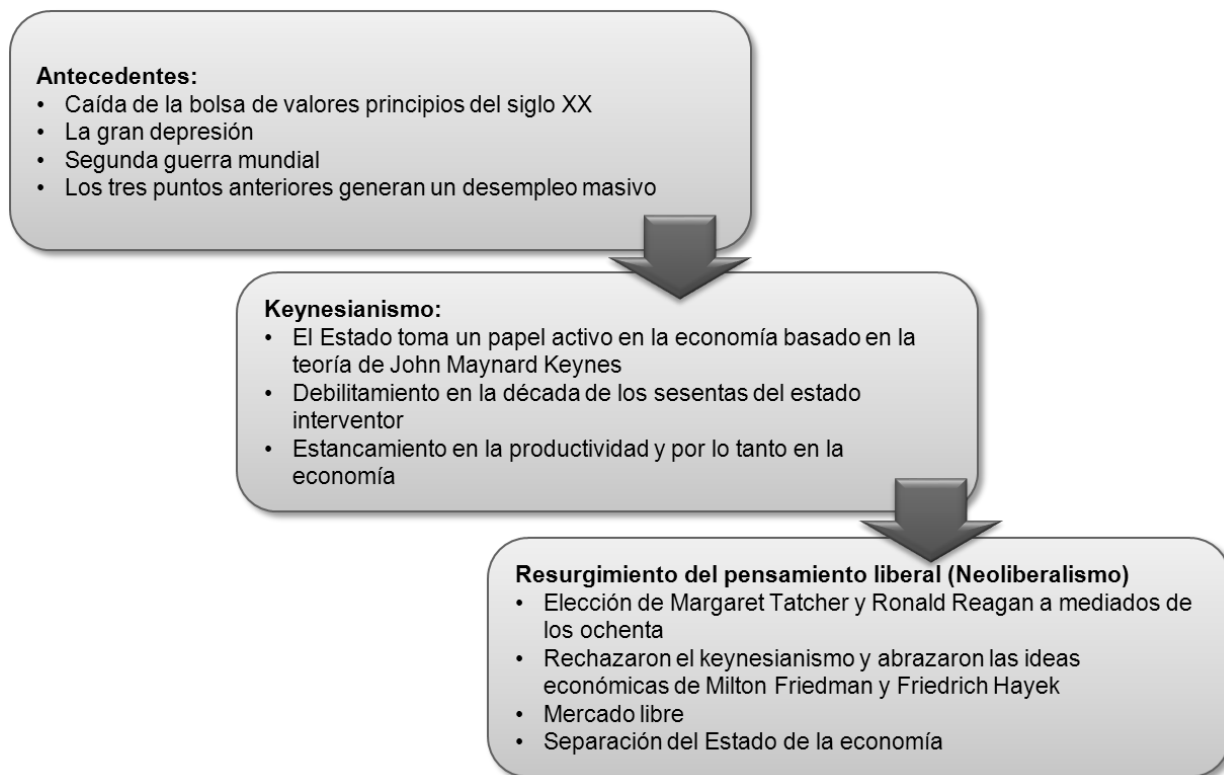 Antecedentes:
• Caída de la bolsa de valores principios del siglo XX
• La gran depresión
• Segunda guerra mundial
• Los tres puntos anteriores generan un desempleo masivo
Keynesianismo:
• El Estado toma un papel activo en la economía basado en la
teoría de John Maynard Keynes
• Debilitamiento en la década de los sesentas del estado
interventor
• Estancamiento en la productividad y por lo tanto en la
economía
Resurgimiento del pensamiento liberal (Neoliberalismo)
• Elección de Margaret Tatcher y Ronald Reagan a mediados de
los ochenta
• Rechazaron el keynesianismo y abrazaron las ideas
económicas de Milton Friedman y Friedrich Hayek
• Mercado libre
• Separación del Estado de la economía